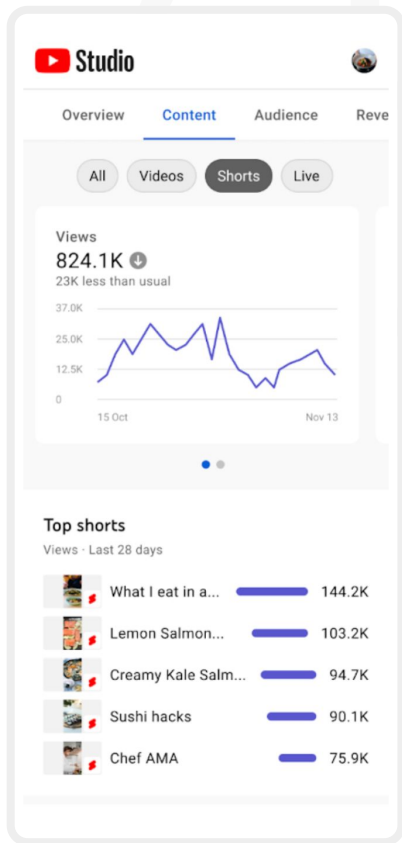 Studio
Overview Content Audience Reve
All Videos Shorts Live
Views
824.1K
23K less than usual
37.0K
25.0K
12.5K
0
15 Oct Nov 13
Top shorts
Views · Last 28 days
What I eat in a... 144.2K
Lemon Salmon... 103.2K
Creamy Kale Salm... 94.7K
Sushi hacks 90.1K
Chef AMA 75.9K